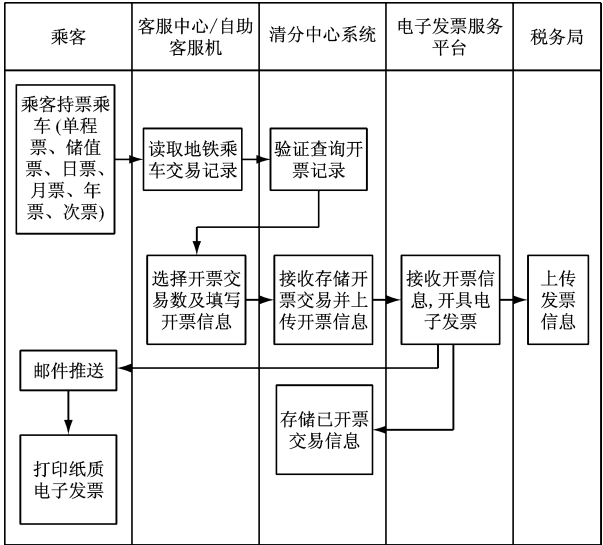 乘客
客服中心/自助
客服机
清分中心系统
电子发票服务
平台
税务局
乘客持票乘
车(单程
票、储值
票、日票、
月票、年
票、次票)
读取地铁乘
车交易记录
验证查询开
票记录
选择开票交
易数及填写
开票信息
接收存储开
票交易并上
传开票信息
接收开票信
息,开具电
子发票
上传
发票
信息
邮件推送
存储已开票
交易信息
打印纸质
电子发票